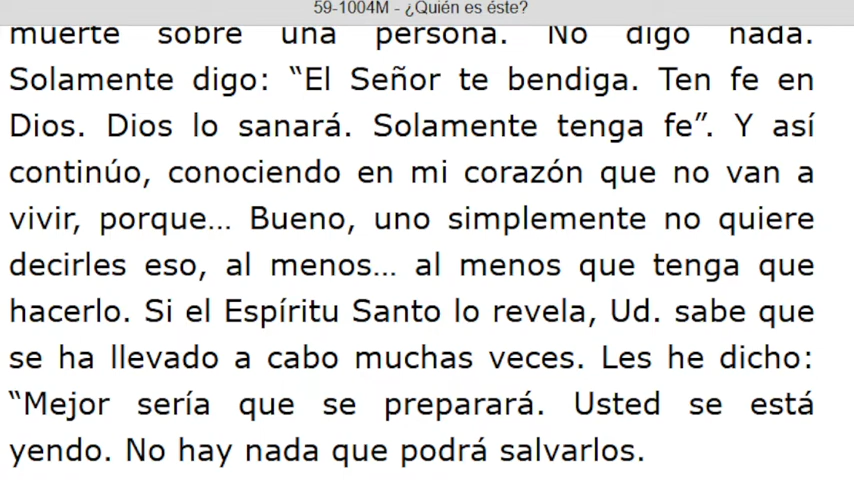 59-1004M - ¿Quién es éste?
muerte sobre una persona. No digo nada.
Solamente digo: “El Señor te bendiga. Ten fe en
Dios. Dios lo sanará. Solamente tenga fe”. Y así
continúo, conociendo en mi corazón que no van a
vivir, porque… Bueno, uno simplemente no quiere
decirles eso, al menos… al menos que tenga que
hacerlo. Si el Espíritu Santo lo revela, Ud. sabe que
se ha llevado a cabo muchas veces. Les he dicho:
“Mejor sería que se preparará. Usted se está
yendo. No hay nada que podrá salvarlos.